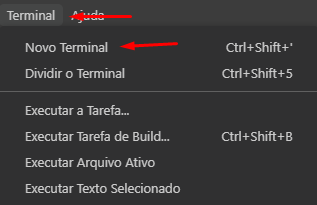 Terminal Ajuda
Novo Terminal Ctrl+Shift+'
Dividir o Terminal Ctrl+Shift+5
Executar a Tarefa...
Executar Tarefa de Build... Ctrl+Shift+B
Executar Arquivo Ativo
Executar Texto Selecionado